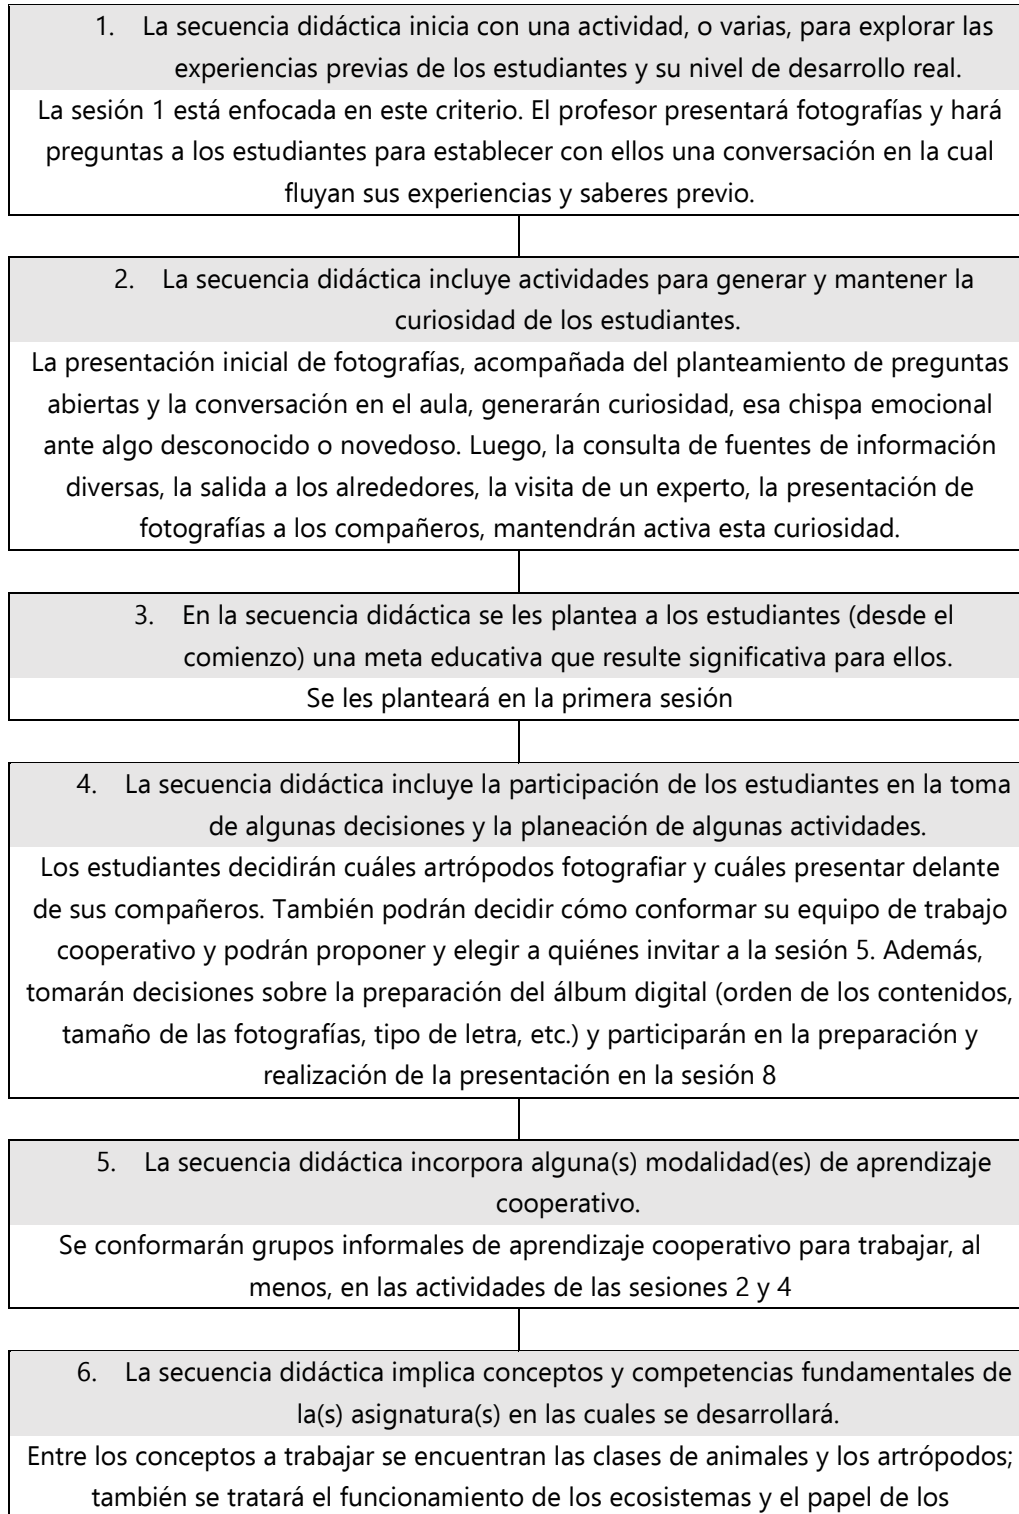 1. La secuencia didáctica inicia con una actividad, o varias, para explorar las
experiencias previas de los estudiantes y su nivel de desarrollo real.
La sesión 1 está enfocada en este criterio. El profesor presentará fotografías y hará
preguntas a los estudiantes para establecer con ellos una conversación en la cual
fluyan sus experiencias y saberes previo.
2. La secuencia didáctica incluye actividades para generar y mantener la
curiosidad de los estudiantes.
La presentación inicial de fotografías, acompañada del planteamiento de preguntas
abiertas y la conversación en el aula, generarán curiosidad, esa chispa emocional
ante algo desconocido o novedoso. Luego, la consulta de fuentes de información
diversas, la salida a los alrededores, la visita de un experto, la presentación de
fotografías a los compañeros, mantendrán activa esta curiosidad.
3. En la secuencia didáctica se les plantea a los estudiantes (desde el
comienzo) una meta educativa que resulte significativa para ellos.
Se les planteará en la primera sesión
4. La secuencia didáctica incluye la participación de los estudiantes en la toma
de algunas decisiones y la planeación de algunas actividades.
Los estudiantes decidirán cuáles artrópodos fotografiar y cuáles presentar delante
de sus compañeros. También podrán decidir cómo conformar su equipo de trabajo
cooperativo y podrán proponer y elegir a quiénes invitar a la sesión 5. Además,
tomarán decisiones sobre la preparación del álbum digital (orden de los contenidos,
tamaño de las fotografías, tipo de letra, etc.) y participarán en la preparación y
realización de la presentación en la sesión 8
5. La secuencia didáctica incorpora alguna(s) modalidad(es) de aprendizaje
cooperativo.
Se conformarán grupos informales de aprendizaje cooperativo para trabajar, al
menos, en las actividades de las sesiones 2 y 4
6. La secuencia didáctica implica conceptos y competencias fundamentales de
la(s) asignatura(s) en las cuales se desarrollará.
Entre los conceptos a trabajar se encuentran las clases de animales y los artrópodos;
también se tratará el funcionamiento de los ecosistemas y el papel de los